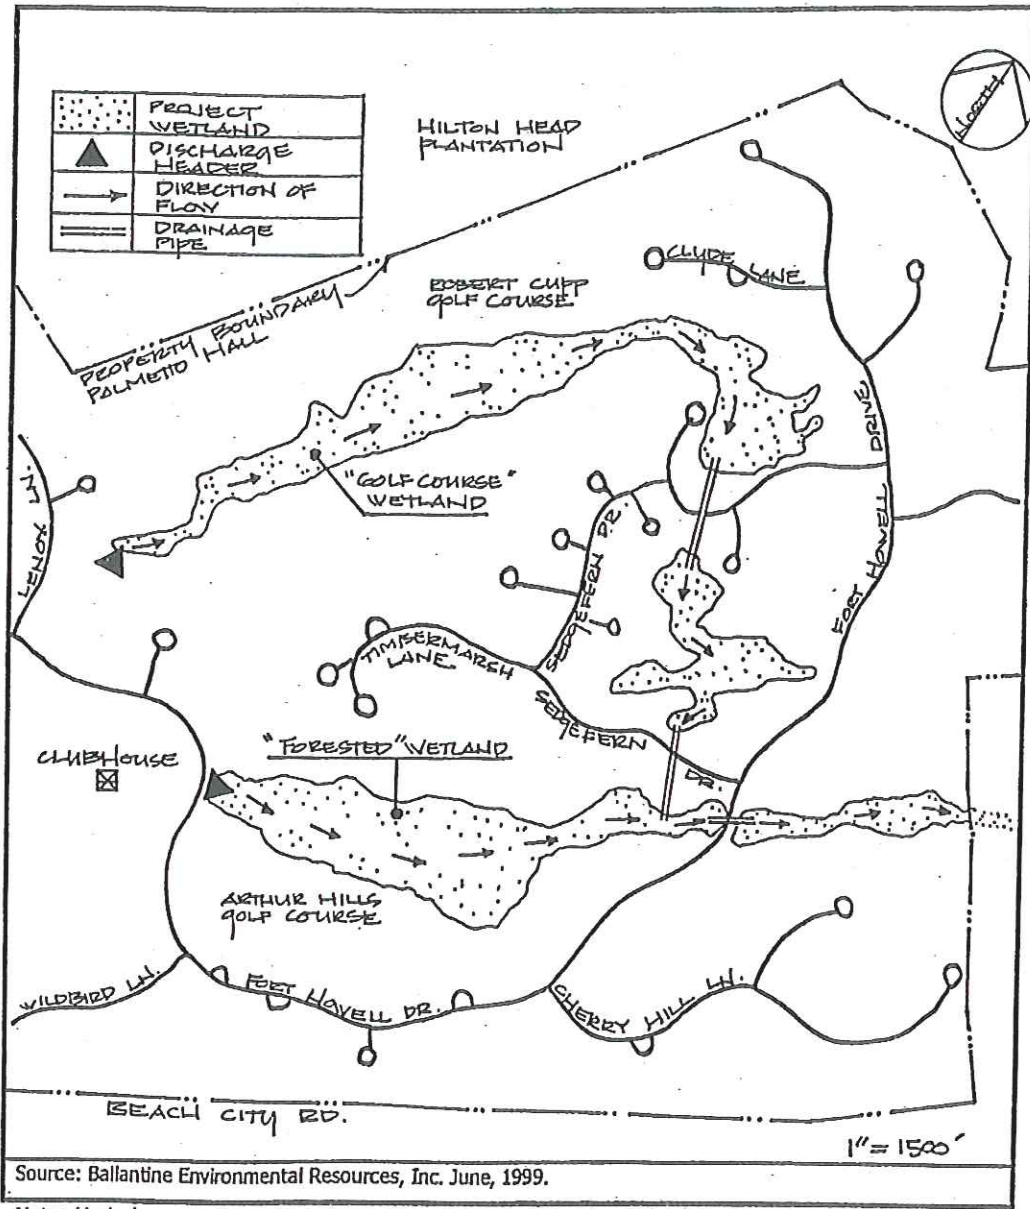 PROJECT
WETLAND
DISCHARGE
HEADER
DIRECTION OF
FLOW
DRAINAGE
PIPE
HILTON HEAD
PLANTATION
NORTH
CLYDE LANE
ROBERT CUPP
GOLF COURSE
PROPERTY BOUNDARY
PALMETTO HALL
"GOLF COURSE"
WETLAND
LENOX LN
SEDGEFERN DR.
FORT HOWELL DRIVE
TIMBERMARSH
LANE.
SEDGEFERN DR.
"FORESTED" WETLAND
CLUBHOUSE
ARTHUR HILLS
GOLF COURSE
WILDBIRD LN.
FORT HOWELL DR.
CHERRY HILL LN.
BEACH CITY RD.
1" = 1500'
Source: Ballantine Environmental Resources, Inc. June, 1999.